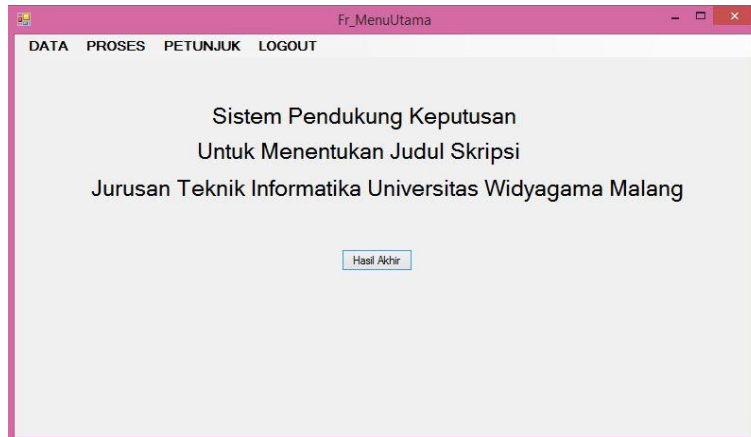 Fr_MenuUtama
DATA PROSES PETUNJUK LOGOUT
Sistem Pendukung Keputusan
Untuk Menentukan Judul Skripsi
Jurusan Teknik Informatika Universitas Widyagama Malang
Hasil Akhir